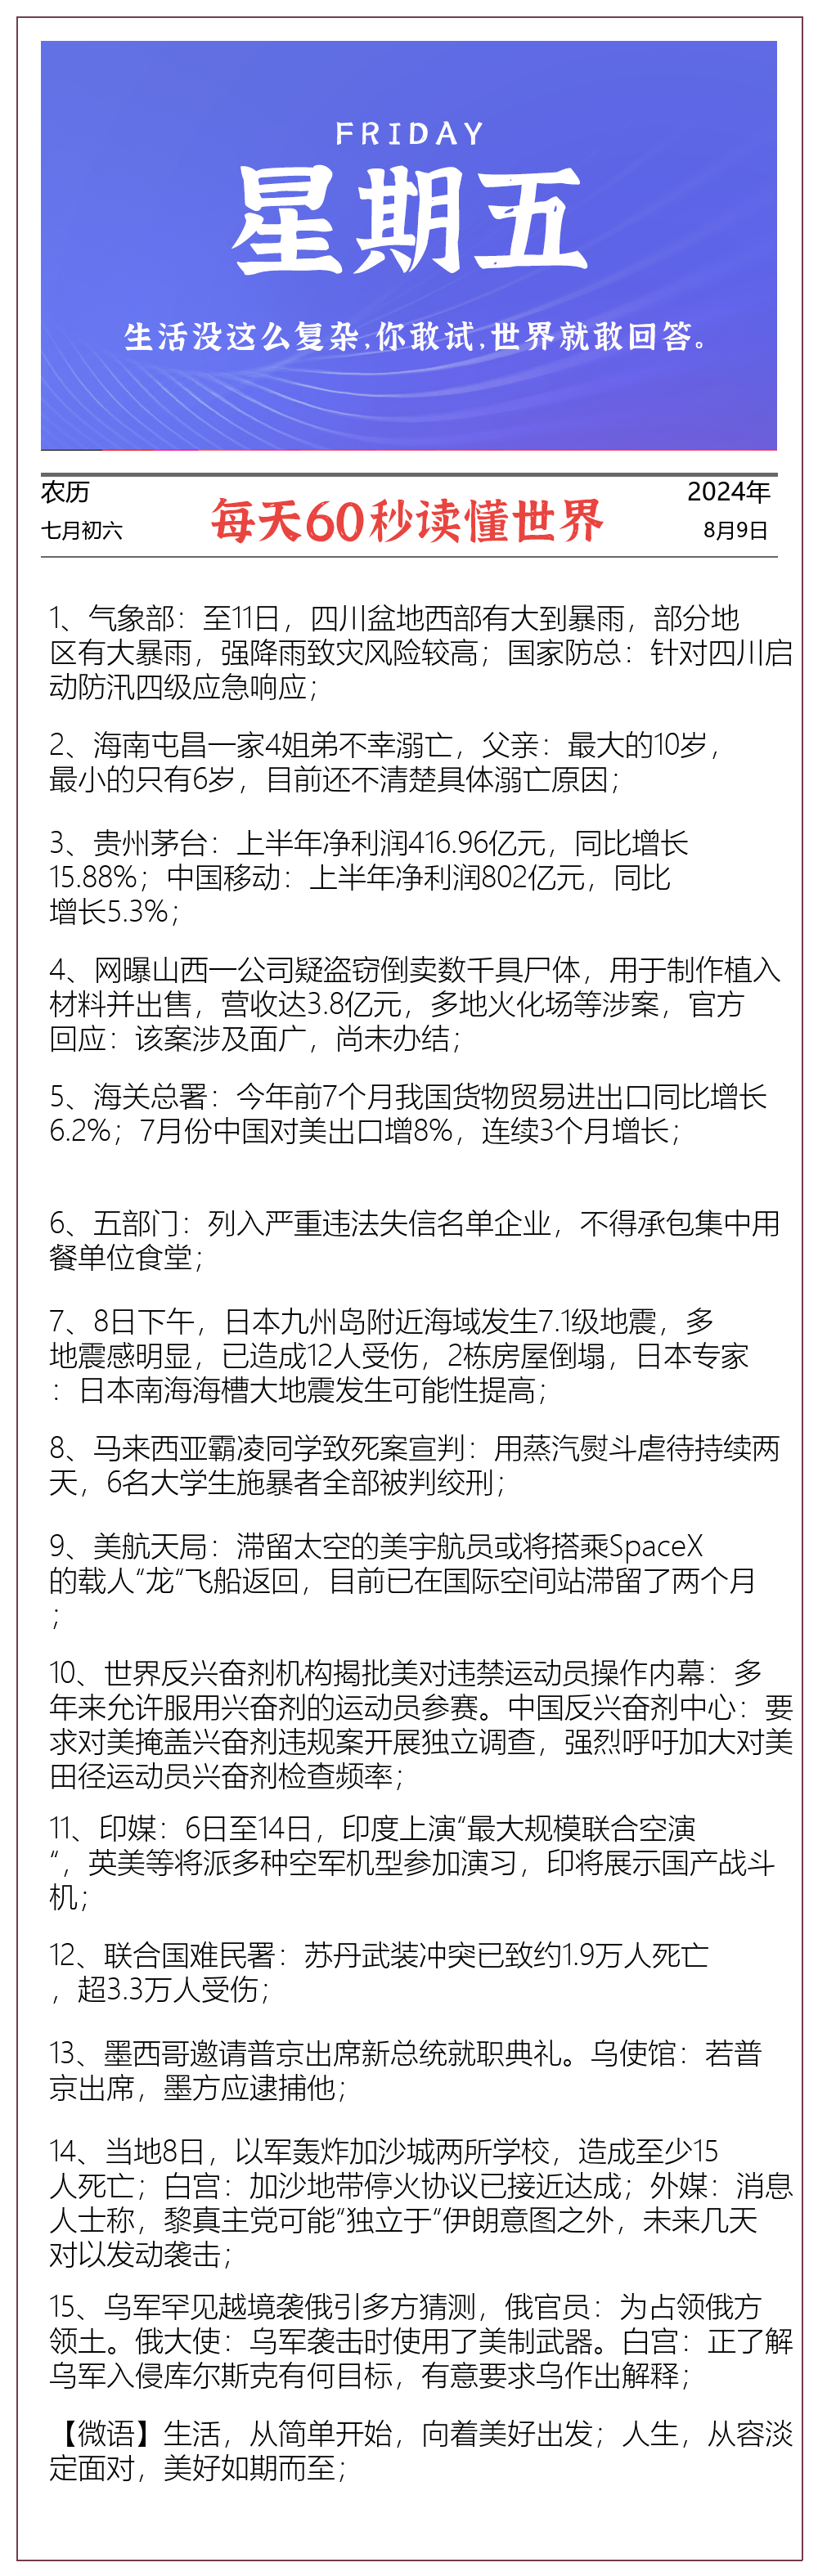 FRIDAY
星期五
生活没这么复杂,你敢试,世界就敢回答。
农历
七月初六
每天60秒读懂世界
2024年
8月9日
1、气象部：至11日，四川盆地西部有大到暴雨，部分地
区有大暴雨，强降雨致灾风险较高；国家防总：针对四川启
动防汛四级应急响应；
2、海南屯昌一家4姐弟不幸溺亡，父亲：最大的10岁，
最小的只有6岁，目前还不清楚具体溺亡原因；
3、贵州茅台：上半年净利润416.96亿元，同比增长
15.88%；中国移动：上半年净利润802亿元，同比
增长5.3%；
4、网曝山西一公司疑盗窃倒卖数千具尸体，用于制作植入
材料并出售，营收达3.8亿元，多地火化场等涉案，官方
回应：该案涉及面广，尚未办结；
5、海关总署：今年前7个月我国货物贸易进出口同比增长
6.2%；7月份中国对美出口增8%，连续3个月增长；
6、五部门：列入严重违法失信名单企业，不得承包集中用
餐单位食堂；
7、8日下午，日本九州岛附近海域发生7.1级地震，多
地震感明显，已造成12人受伤，2栋房屋倒塌，日本专家
：日本南海海槽大地震发生可能性提高；
8、马来西亚霸凌同学致死案宣判：用蒸汽熨斗虐待持续两
天，6名大学生施暴者全部被判绞刑；
9、美航天局：滞留太空的美宇航员或将搭乘SpaceX
的载人“龙“飞船返回，目前已在国际空间站滞留了两个月
；
10、世界反兴奋剂机构揭批美对违禁运动员操作内幕：多
年来允许服用兴奋剂的运动员参赛。中国反兴奋剂中心：要
求对美掩盖兴奋剂违规案开展独立调查，强烈呼吁加大对美
田径运动员兴奋剂检查频率；
11、印媒：6日至14日，印度上演“最大规模联合空演
“，英美等将派多种空军机型参加演习，印将展示国产战斗
机；
12、联合国难民署：苏丹武装冲突已致约1.9万人死亡
，超3.3万人受伤；
13、墨西哥邀请普京出席新总统就职典礼。乌使馆：若普
京出席，墨方应逮捕他；
14、当地8日，以军轰炸加沙城两所学校，造成至少15
人死亡；白宫：加沙地带停火协议已接近达成；外媒：消息
人士称，黎真主党可能“独立于“伊朗意图之外，未来几天
对以发动袭击；
15、乌军罕见越境袭俄引多方猜测，俄官员：为占领俄方
领土。俄大使：乌军袭击时使用了美制武器。白宫：正了解
乌军入侵库尔斯克有何目标，有意要求乌作出解释；
【微语】生活，从简单开始，向着美好出发；人生，从容淡
定面对，美好如期而至；